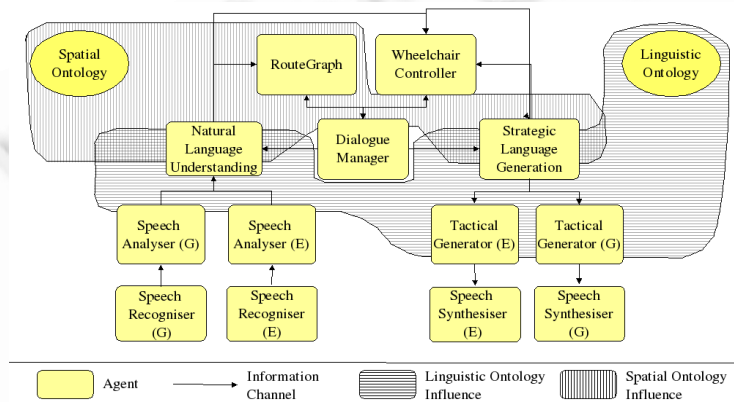 Spatial
Ontology
RouteGraph
Wheelchair
Controller
Linguistic
Ontology
Natural
Language
Understanding
Dialogue
Manager
Strategic
Language
Generation
Speech
Analyser (G)
Speech
Analyser (E)
Tactical
Generator (E)
Tactical
Generator (G)
Speech
Recogniser
(G)
Speech
Recogniser
(E)
Speech
Synthesiser
(E)
Speech
Synthesiser
(G)
Agent
Information
Channel
Linguistic Ontology
Influence
Spatial Ontology
Influence